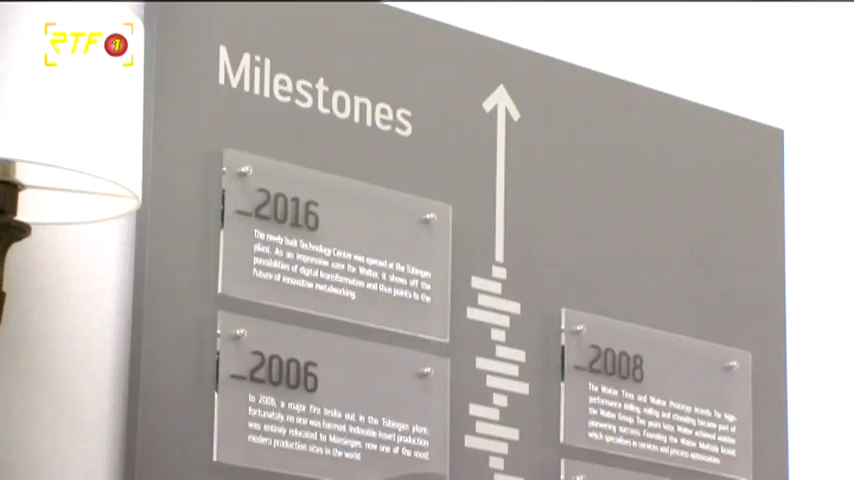 RTF 1
Milestones
_2016
The newly built Technology Center was opened at the Tübingen
plant. As an impressive case for Walter, it shows off the
possibilities of digital transformation and thus points to the
future of innovative metalworking.
_2006
In 2006, a major fire broke out in the Tübingen plant.
Fortunately, no one was harmed. Indexable insert production
was entirely relocated to Münsingen, now one of the most
modern production sites in the world.
_2008
The Walter Titex and Walter Prototyp brands for high-
performance drilling, milling and threading became part of
the Walter Group. Two years later, Walter achieved another
pioneering success: Founding the Walter Multiply brand,
which specializes in services and process optimization.